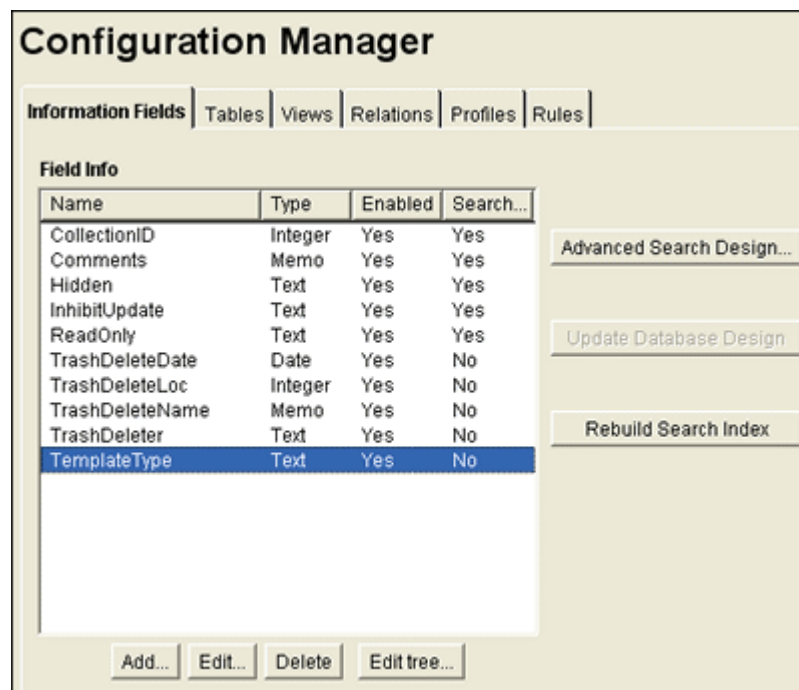 Configuration Manager
Information Fields Tables Views Relations Profiles Rules
Field Info
Name Type Enabled Search...
CollectionID Integer Yes Yes
Comments Memo Yes Yes
Hidden Text Yes Yes
InhibitUpdate Text Yes Yes
ReadOnly Text Yes Yes
TrashDeleteDate Date Yes No
TrashDeleteLoc Integer Yes No
TrashDeleteName Memo Yes No
TrashDeleter Text Yes No
TemplateType Text Yes No
Advanced Search Design...
Update Database Design
Rebuild Search Index
Add... Edit... Delete Edit tree...